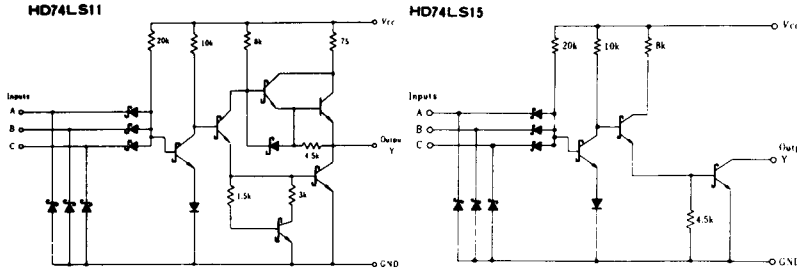 HD74LS11
Vcc
20k
10k
8k
75
Inputs
A
B
C
Output
Y
4.5k
1.5k
3k
GND
HD74LS15
Vcc
20k
10k
8k
Inputs
A
B
C
Outp
Y
4.5k
GND